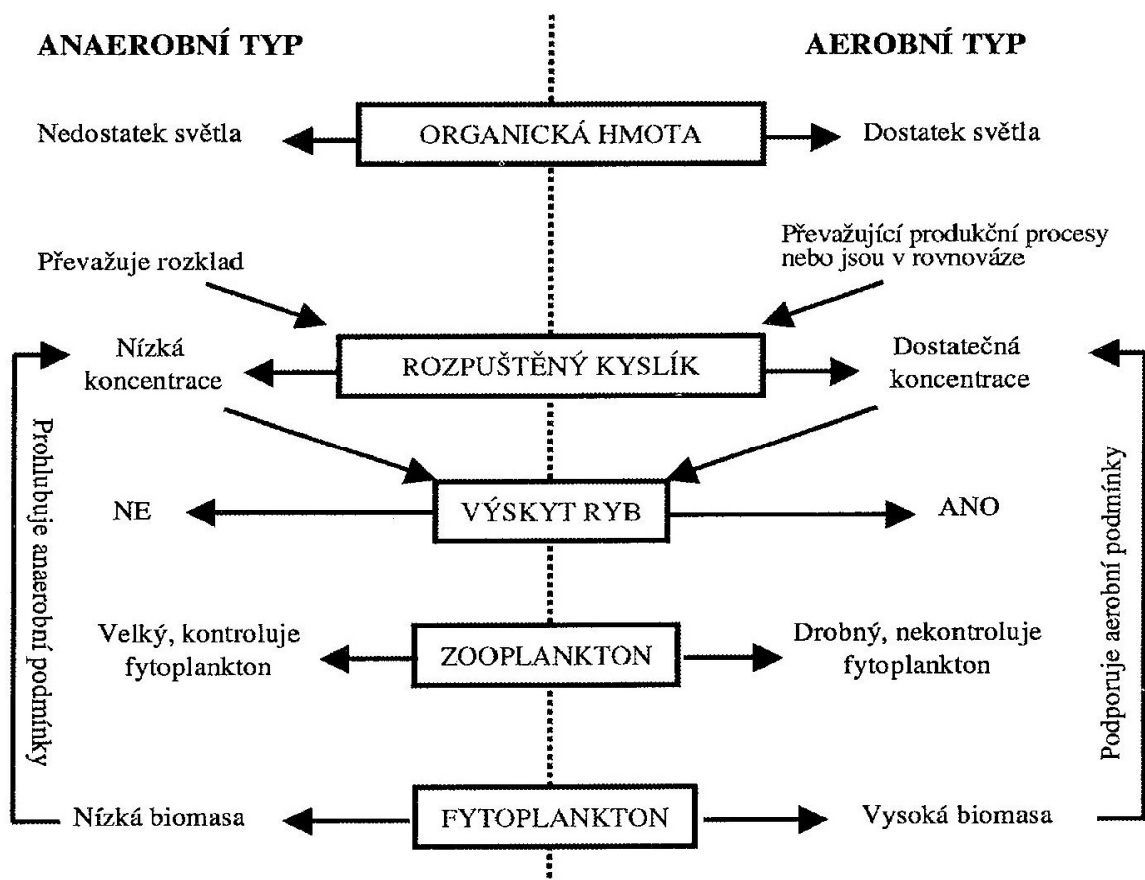 ANAEROBNÍ TYP
AEROBNÍ TYP
Nedostatek světla
ORGANICKÁ HMOTA
Dostatek světla
Převažuje rozklad
Převažující produkční procesy
nebo jsou v rovnováze
Nízká
koncentrace
ROZPUŠTĚNÝ KYSLÍK
Dostatečná
koncentrace
Prohlubuje anaerobní podmínky
Podporuje aerobní podmínky
NE
VÝSKYT RYB
ANO
Velký, kontroluje
fytoplankton
ZOOPLANKTON
Drobný, nekontroluje
fytoplankton
Nízká biomasa
FYTOPLANKTON
Vysoká biomasa